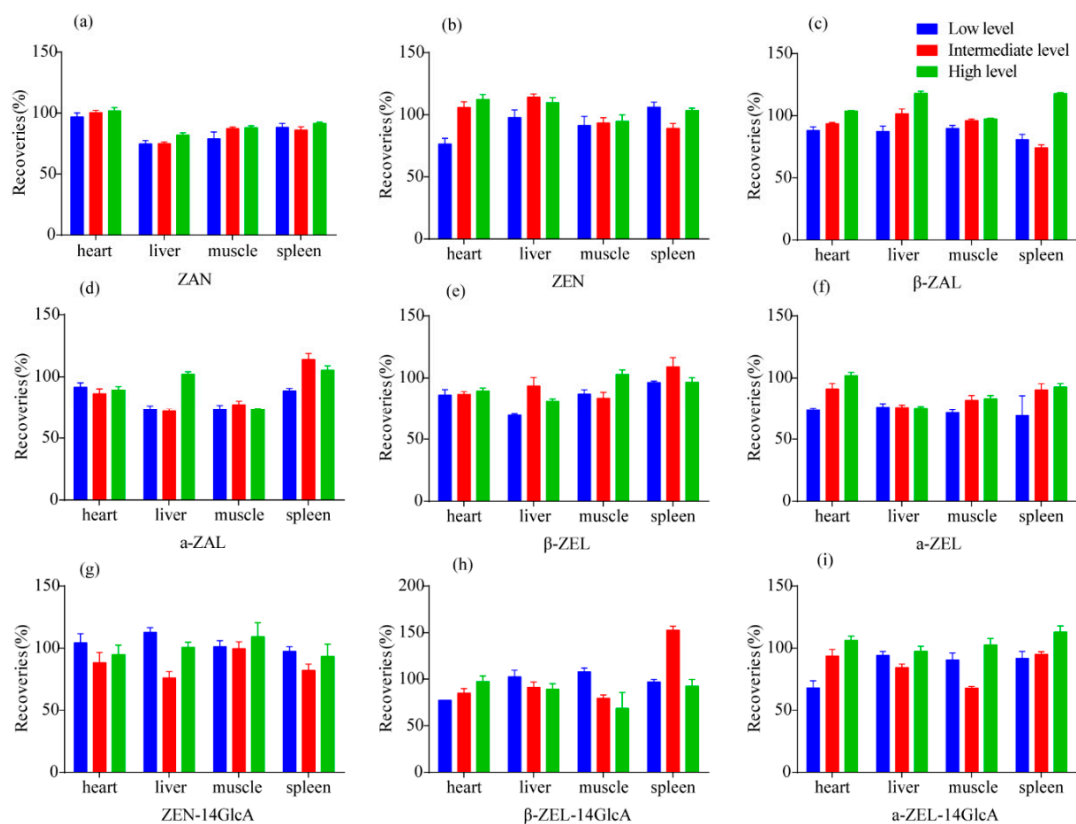 (a)
150
100
50
0
Recoveries(%)
heart liver muscle spleen
ZAN
(b)
150
100
50
0
Recoveries(%)
heart liver muscle spleen
ZEN
(c)
Low level
Intermediate level
High level
150
100
50
0
Recoveries(%)
heart liver muscle spleen
β-ZAL
(d)
150
100
50
0
Recoveries(%)
heart liver muscle spleen
a-ZAL
(e)
150
100
50
0
Recoveries(%)
heart liver muscle spleen
β-ZEL
(f)
150
100
50
0
Recoveries(%)
heart liver muscle spleen
a-ZEL
(g)
150
100
50
0
Recoveries(%)
heart liver muscle spleen
ZEN-14GlcA
(h)
200
150
100
50
0
Recoveries(%)
heart liver muscle spleen
β-ZEL-14GlcA
(i)
150
100
50
0
Recoveries(%)
heart liver muscle spleen
a-ZEL-14GlcA